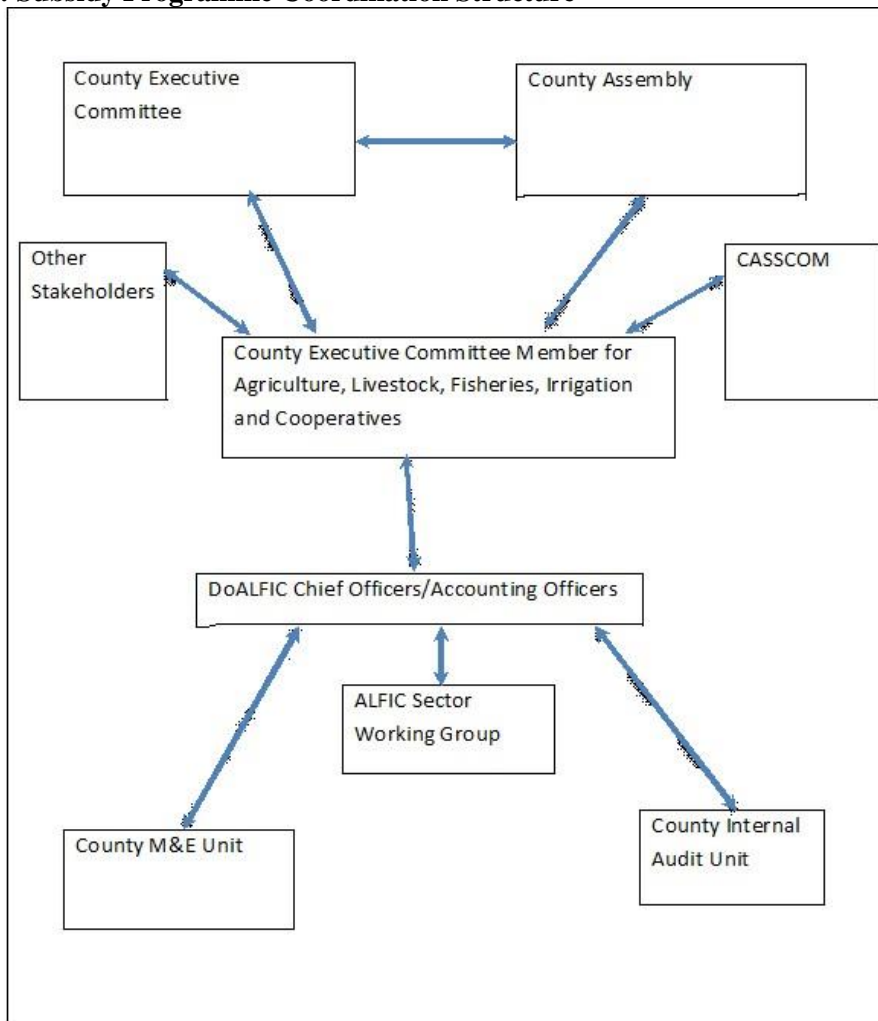 Subsidy Programme Coordination Structure
County Executive
Committee
County Assembly
Other
Stakeholders
CASSCOM
County Executive Committee Member for
Agriculture, Livestock, Fisheries, Irrigation
and Cooperatives
DoALFIC Chief Officers/Accounting Officers
ALFIC Sector
Working Group
County M&E Unit
County Internal
Audit Unit